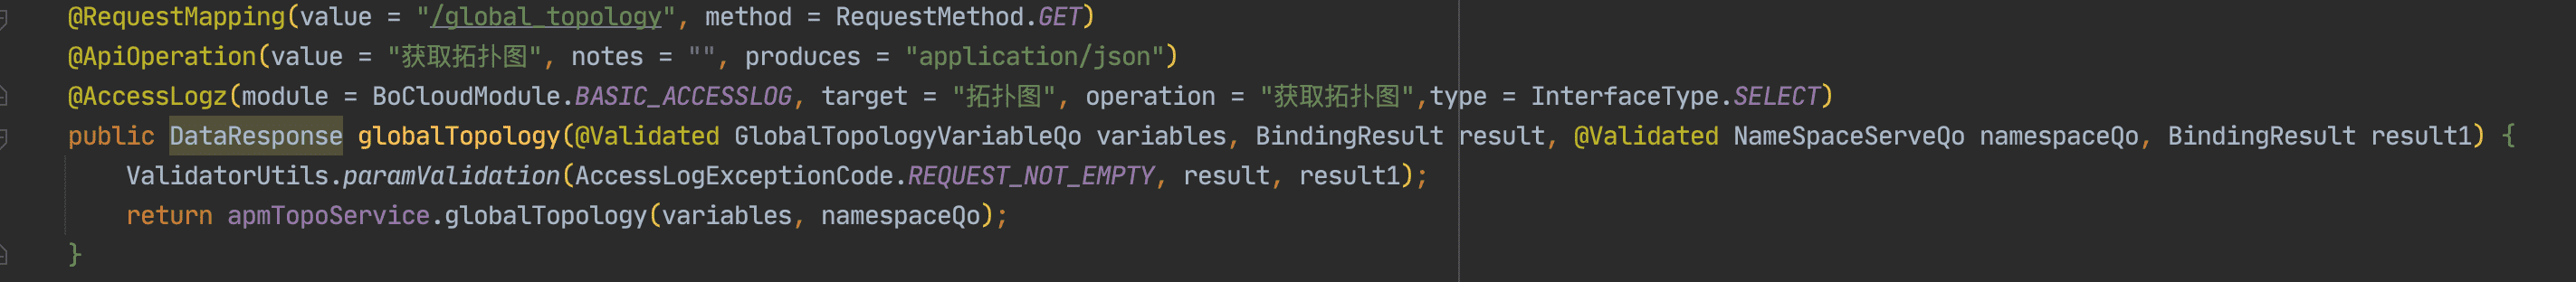 @RequestMapping(value = "/global_topology", method = RequestMethod.GET)
@ApiOperation(value = "获取拓扑图", notes = "", produces = "application/json")
@AccessLogz(module = BoCloudModule.BASIC_ACCESSLOG, target = "拓扑图", operation = "获取拓扑图",type = InterfaceType.SELECT)
public DataResponse globalTopology(@Validated GlobalTopologyVariableQo variables, BindingResult result, @Validated NameSpaceServeQo namespaceQo, BindingResult result1) {
ValidatorUtils.paramValidation(AccessLogExceptionCode.REQUEST_NOT_EMPTY, result, result1);
return apmTopoService.globalTopology(variables, namespaceQo);
}